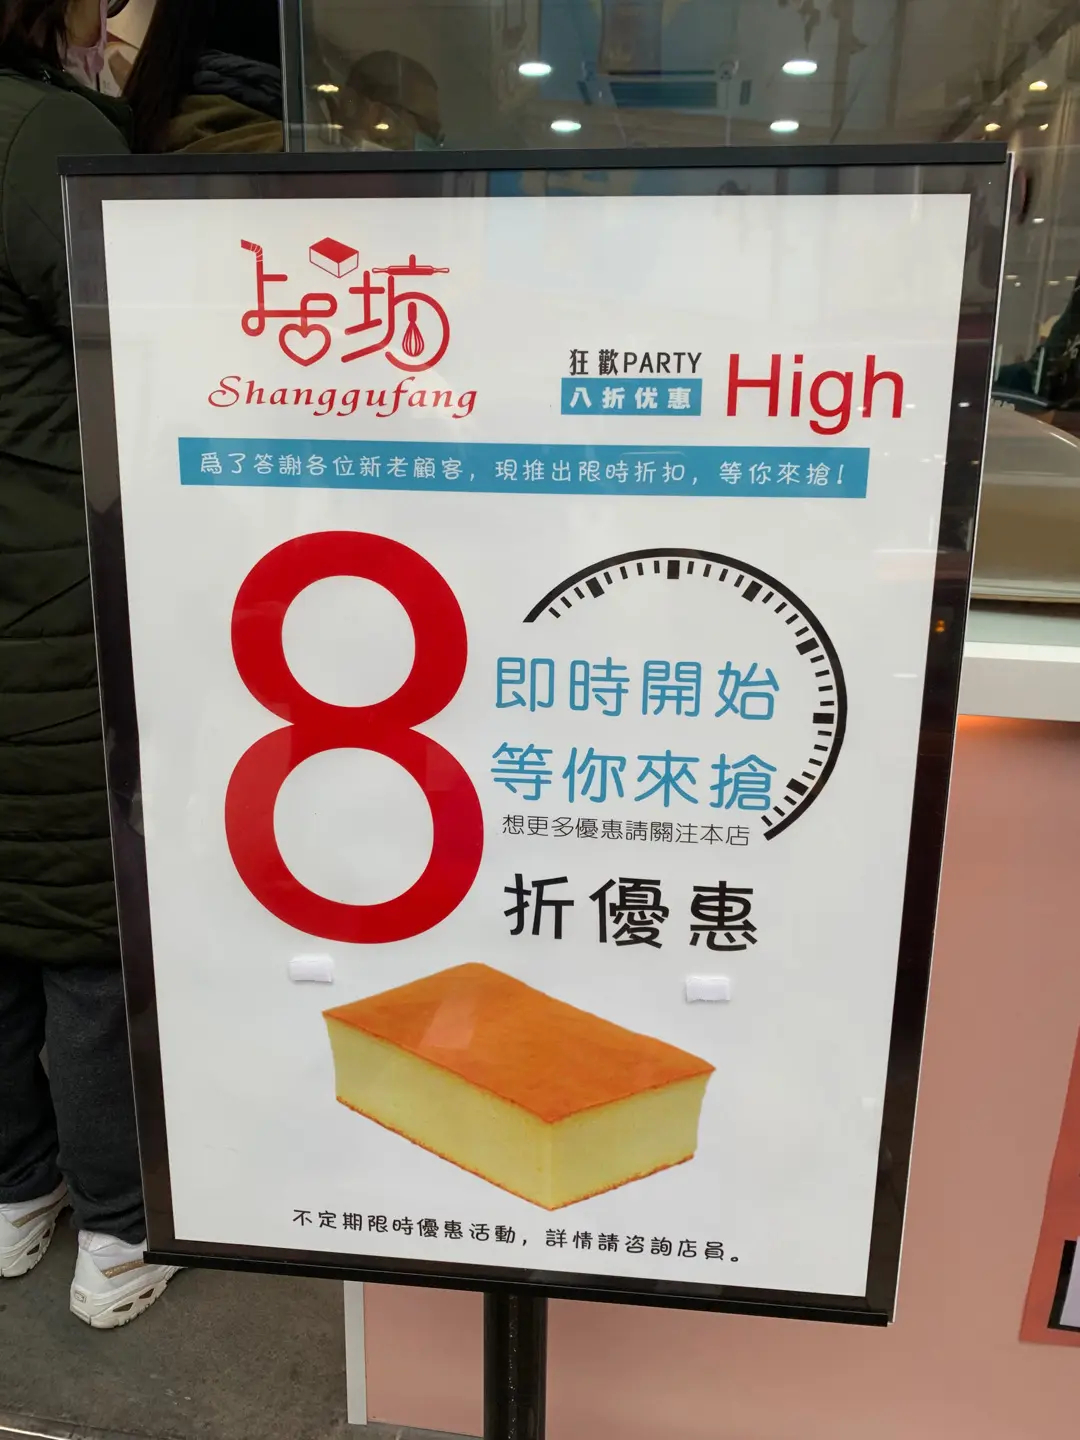 上古坊
Shanggufang
狂歡PARTY
八折优惠
High
爲了答謝各位新老顧客，現推出限時折扣，等你來搶！
8
即時開始
等你來搶
想更多優惠請關注本店
折優惠
不定期限時優惠活動，詳情請咨詢店員。